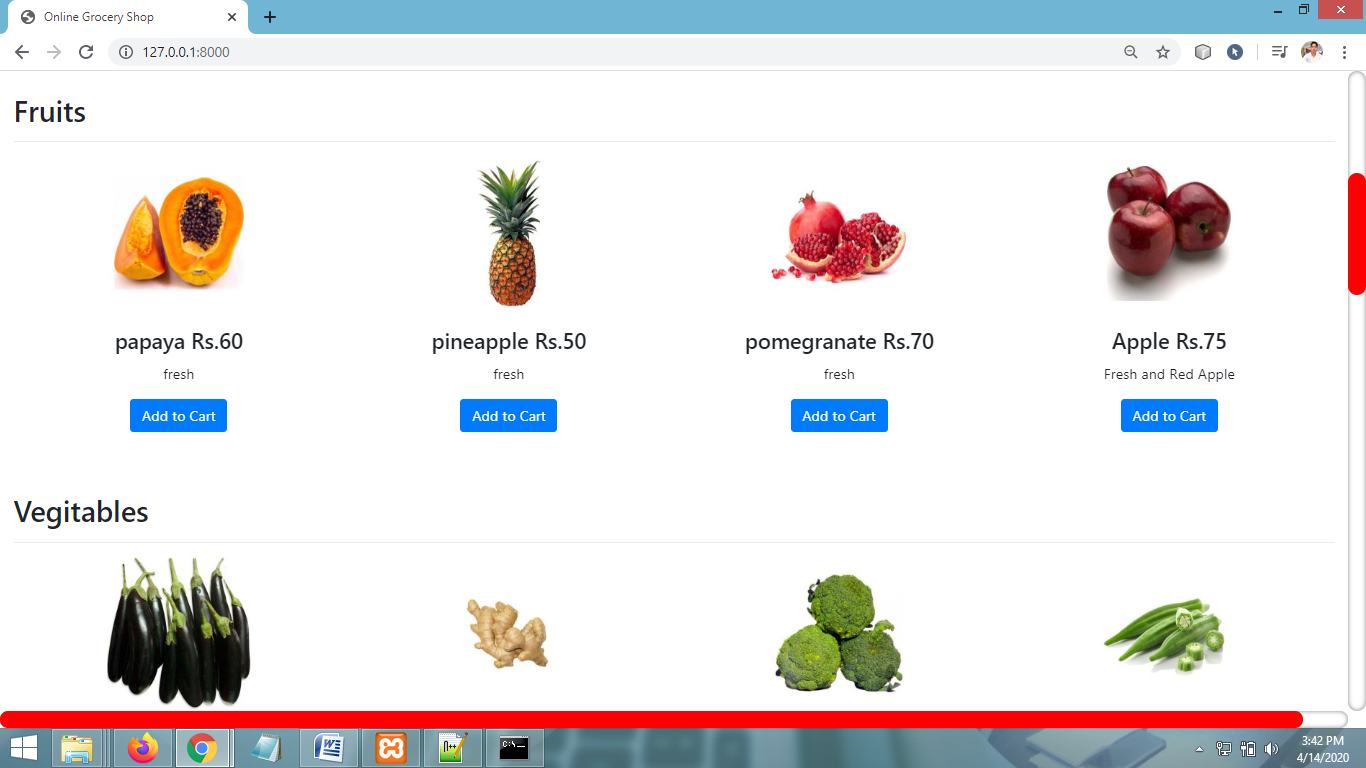 Online Grocery Shop
127.0.0.1:8000
Fruits
papaya Rs.60
pineapple Rs.50
pomegranate Rs.70
Apple Rs.75
fresh
fresh
fresh
Fresh and Red Apple
Add to Cart
Add to Cart
Add to Cart
Add to Cart
Vegitables
3:42 PM
4/14/2020